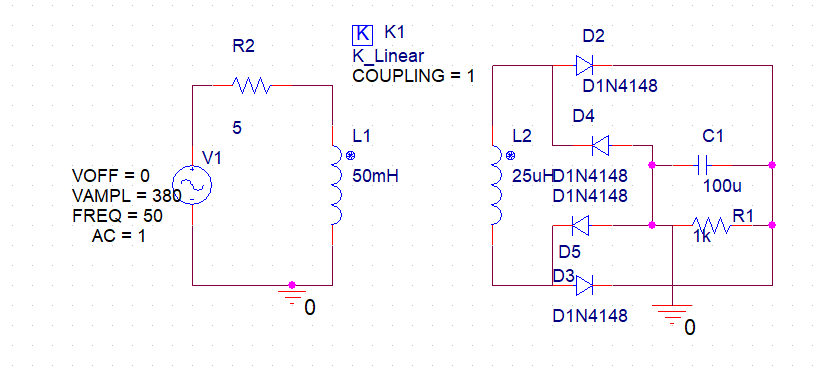 K K1
K_Linear
COUPLING = 1
R2
5
V1
VOFF = 0
VAMPL = 380
FREQ = 50
AC = 1
L1
50mH
0
L2
25uH
D2
D1N4148
D4
D1N4148
D1N4148
D5
D3
D1N4148
C1
100u
R1
1k
0